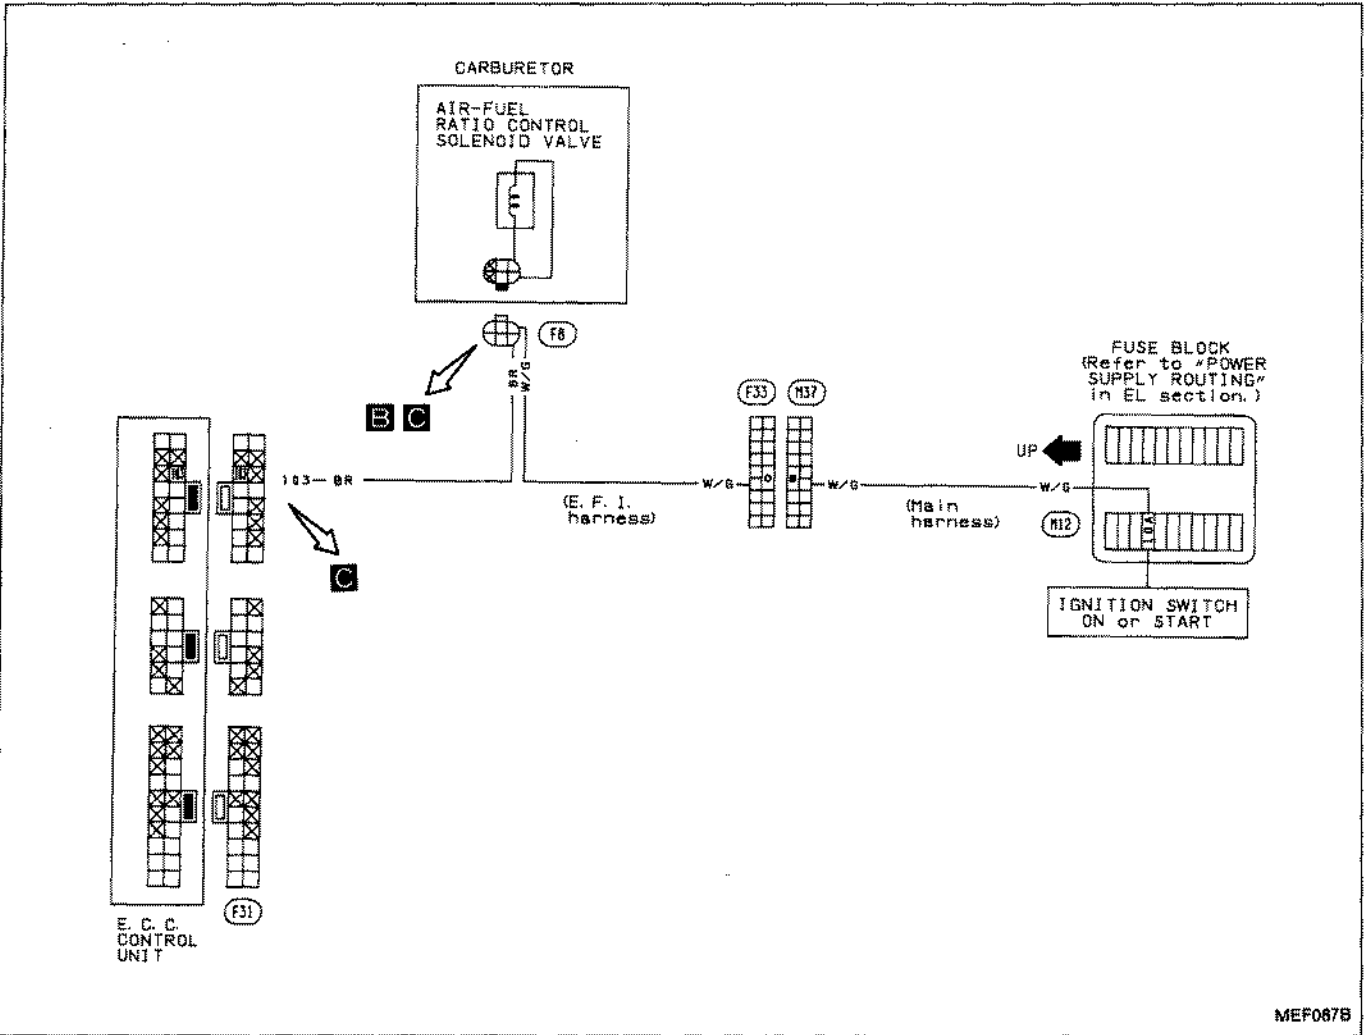 CARBURETOR
AIR-FUEL
RATIO CONTROL
SOLENOID VALVE
F8
BR
W/G
B C
FUSE BLOCK
(Refer to "POWER
SUPPLY ROUTING"
in EL section.)
F33 M37
UP
103 — BR
W/G
W/G
W/G
(E. F. I.
harness)
(Main
harness)
M12
10A
C
IGNITION SWITCH
ON or START
F31
E. C. C.
CONTROL
UNIT
MEF067B